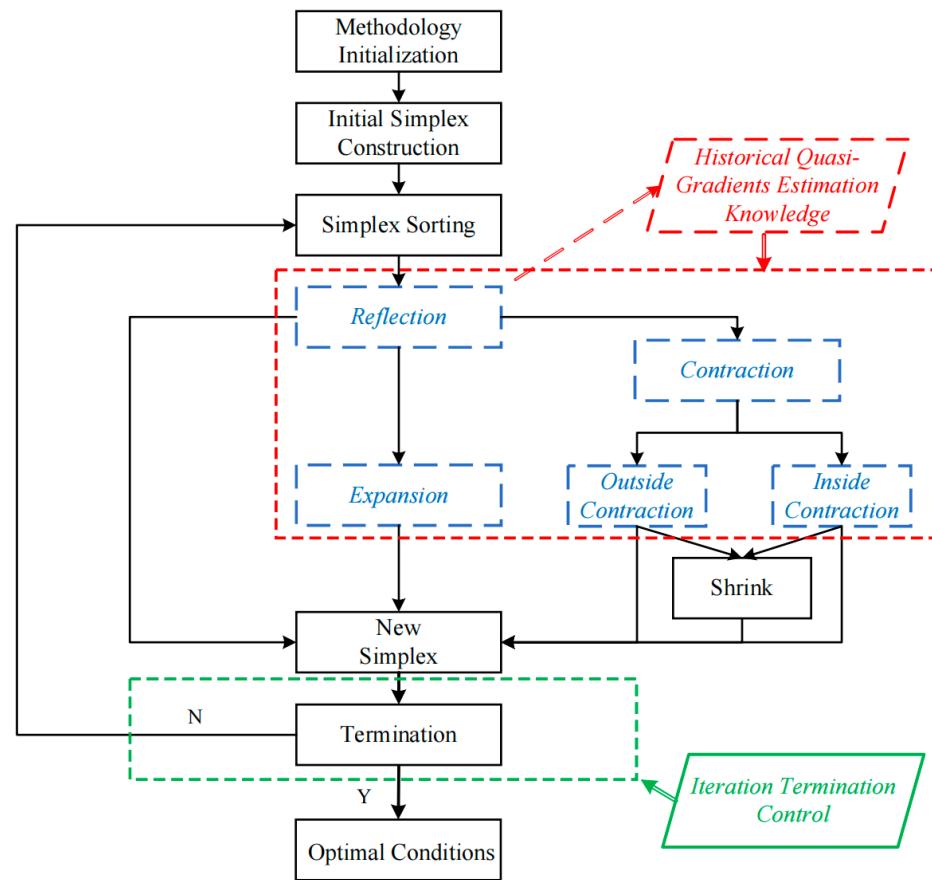 Methodology
Initialization
Initial Simplex
Construction
Historical Quasi-
Gradients Estimation
Knowledge
Simplex Sorting
Reflection
Contraction
Expansion
Outside
Contraction
Inside
Contraction
Shrink
New
Simplex
N
Termination
Y
Iteration Termination
Control
Optimal Conditions